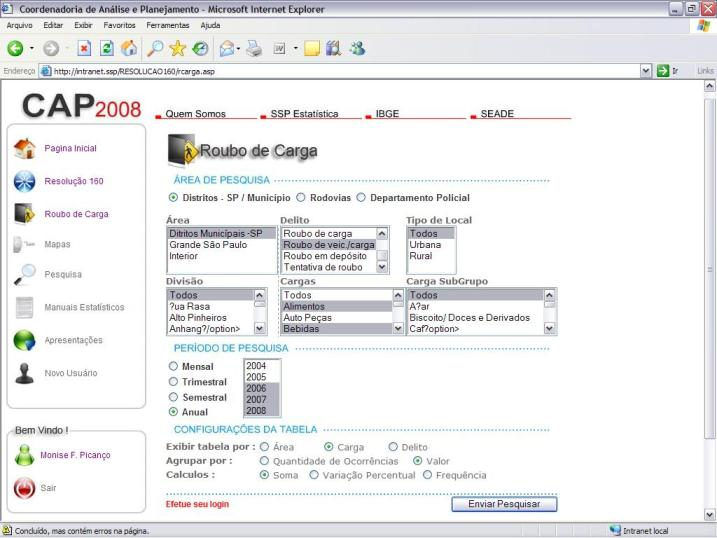 Coordenadoria de Análise e Planejamento - Microsoft Internet Explorer
Arquivo Editar Exibir Favoritos Ferramentas Ajuda
Endereço http://intranet.ssp/RESOLUCAO160/rcarga.asp Ir Links
CAP2008
Quem Somos SSP Estatística IBGE SEADE
Pagina Inicial
Resolução 160
Roubo de Carga
Mapas
Pesquisa
Manuais Estatísticos
Apresentações
Novo Usuário
Bem Vindo !
Monise F. Picanço
Sair
Roubo de Carga
ÁREA DE PESQUISA
Distritos - SP / Município Rodovias Departamento Policial
Área Delito Tipo de Local
Ditritos Municípais -SP Roubo de carga Todos
Grande São Paulo Roubo de veic./carga Urbana
Interior Roubo em depósito Rural
Tentativa de roubo
Divisão Cargas Carga SubGrupo
Todos Todos Todos
?ua Rasa Alimentos A?ar
Alto Pinheiros Auto Peças Biscoito/ Doces e Derivados
Anhang?/option> Bebidas Caf?option>
PERÍODO DE PESQUISA
Mensal 2004
Trimestral 2005
Semestral 2006
Anual 2007
2008
CONFIGURAÇÕES DA TABELA
Exibir tabela por : Área Carga Delito
Agrupar por : Quantidade de Ocorrências Valor
Calculos : Soma Variação Percentual Frequência
Efetue seu login Enviar Pesquisar
Concluído, mas contém erros na página. Intranet local